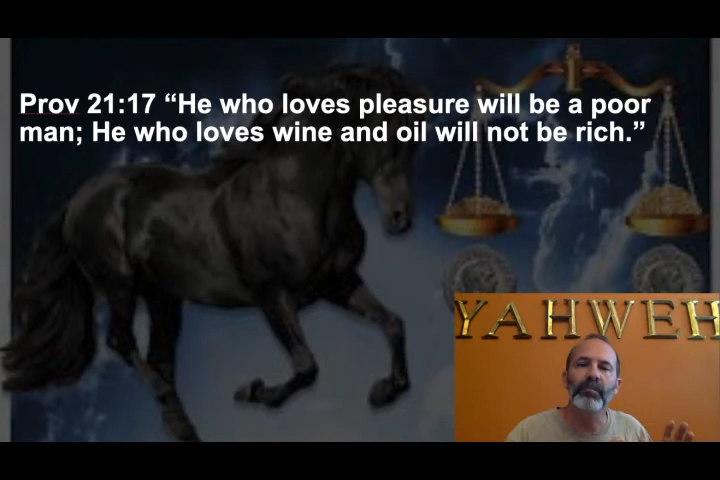 Prov 21:17 “He who loves pleasure will be a poor
man; He who loves wine and oil will not be rich.”
YAHWEH